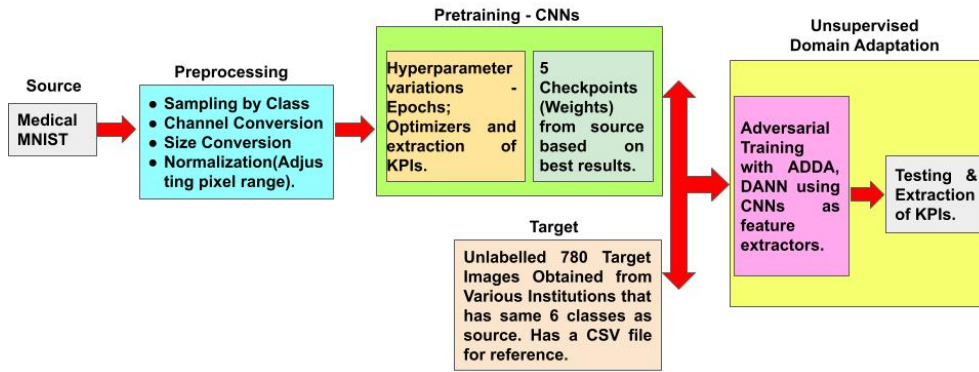 Source
Medical
MNIST
Preprocessing
● Sampling by Class
● Channel Conversion
● Size Conversion
● Normalization(Adjus
ting pixel range).
Pretraining - CNNs
Hyperparameter
variations -
Epochs;
Optimizers and
extraction of
KPIs.
5
Checkpoints
(Weights)
from source
based on
best results.
Target
Unlabelled 780 Target
Images Obtained from
Various Institutions that
has same 6 classes as
source. Has a CSV file
for reference.
Unsupervised
Domain Adaptation
Adversarial
Training
with ADDA,
DANN using
CNNs as
feature
extractors.
Testing &
Extraction
of KPIs.